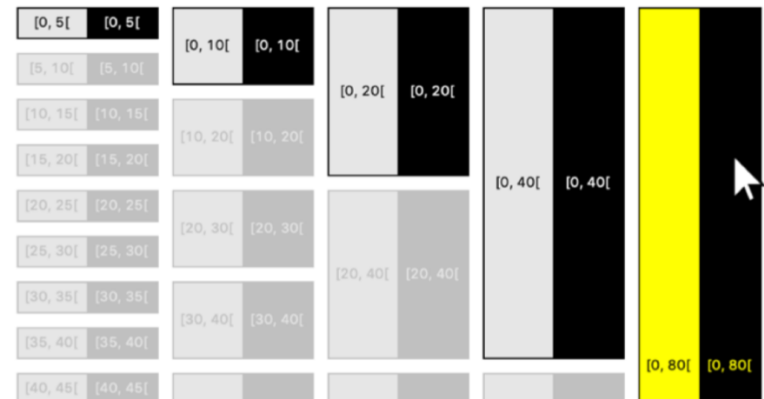 [0, 5[ [0, 5[
[5, 10[ [5, 10[
[10, 15[ [10, 15[
[15, 20[ [15, 20[
[20, 25[ [20, 25[
[25, 30[ [25, 30[
[30, 35[ [30, 35[
[35, 40[ [35, 40[
[40, 45[ [40, 45[
[0, 10[ [0, 10[
[10, 20[ [10, 20[
[20, 30[ [20, 30[
[30, 40[ [30, 40[
[0, 20[ [0, 20[
[20, 40[ [20, 40[
[0, 40[ [0, 40[
[0, 80[ [0, 80[